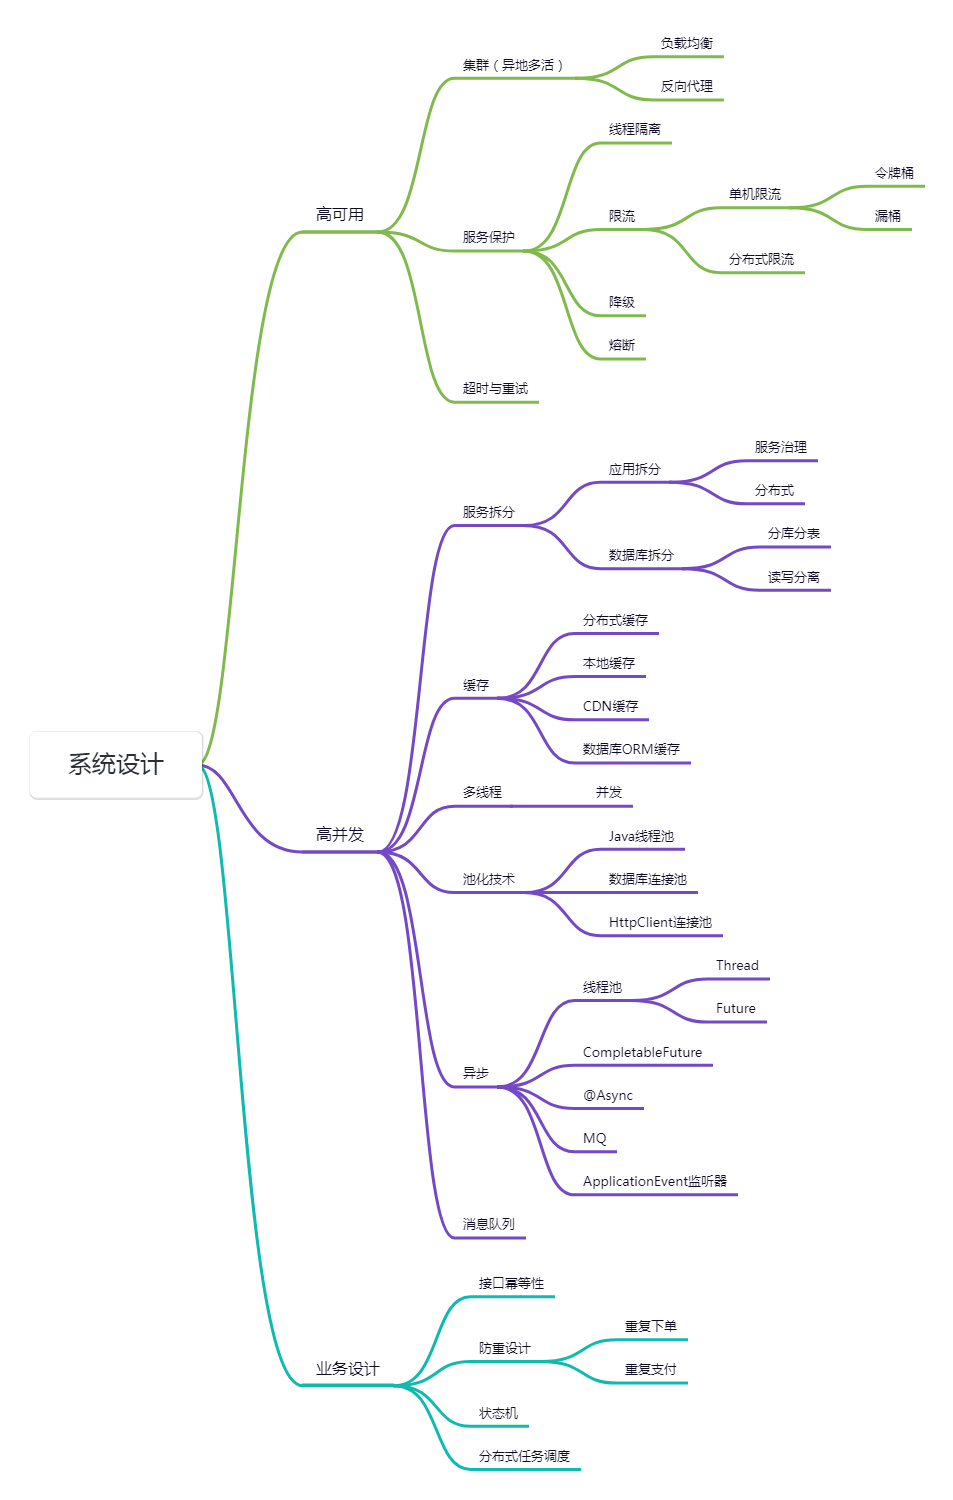 系统设计
高可用
集群（异地多活）
负载均衡
反向代理
服务保护
线程隔离
限流
单机限流
令牌桶
漏桶
分布式限流
降级
熔断
超时与重试
高并发
服务拆分
应用拆分
服务治理
分布式
数据库拆分
分库分表
读写分离
缓存
分布式缓存
本地缓存
CDN缓存
数据库ORM缓存
多线程
并发
池化技术
Java线程池
数据库连接池
HttpClient连接池
异步
线程池
Thread
Future
CompletableFuture
@Async
MQ
ApplicationEvent监听器
消息队列
业务设计
接口幂等性
防重设计
重复下单
重复支付
状态机
分布式任务调度